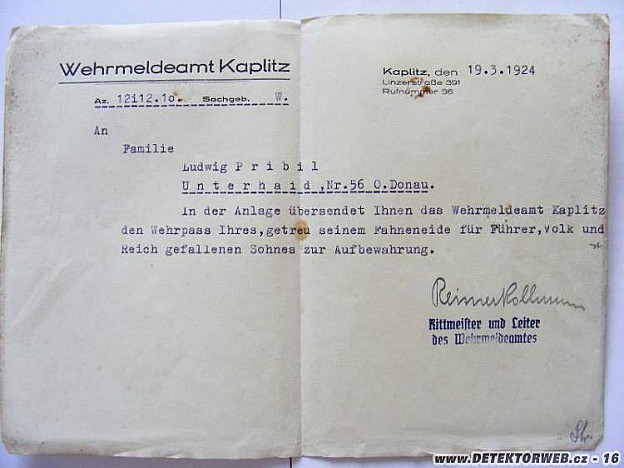 Wehrmeldeamt Kaplitz
Kaplitz, den 19.3.1924
Linzerstraße 391
Rufnummer 36
Az. 12i12.1o. Sachgeb. W.
An
Familie
Ludwig Pribil
Unterhaid,Nr.56 O.Donau.
In der Anlage übersendet Ihnen das Wehrmeldeamt Kaplitz
den Wehrpass Ihres,getreu seinem Fahneneide für Führer,Volk und
Reich gefallenen Sohnes zur Aufbewahrung.
Rittmeister und Leiter
des Wehrmeldeamtes
www.DETEKTORWEB.cz - 16